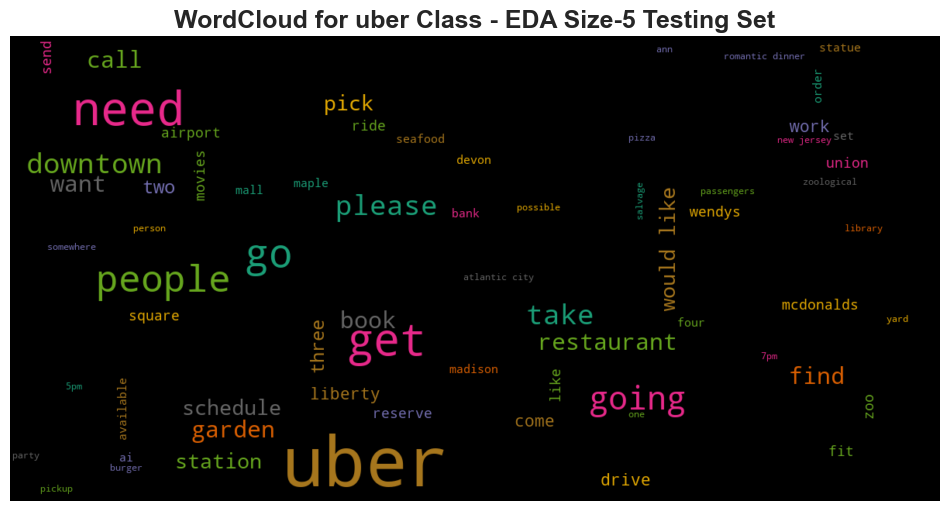 WordCloud for uber Class - EDA Size-5 Testing Set
send
call
ann
romantic dinner
statue
order
need
pick
ride
airport
seafood
pizza
work
new jersey
set
downtown
want
two
movies
mall
maple
devon
union
zoological
please
bank
possible
salvage
would like
passengers
wendys
person
somewhere
library
go
people
atlantic city
square
book
get
three
take
restaurant
four
mcdonalds
yard
7pm
5pm
available
liberty
madison
like
going
one
find
zoo
schedule
garden
reserve
come
fit
party
ai
burger
station
uber
drive
pickup